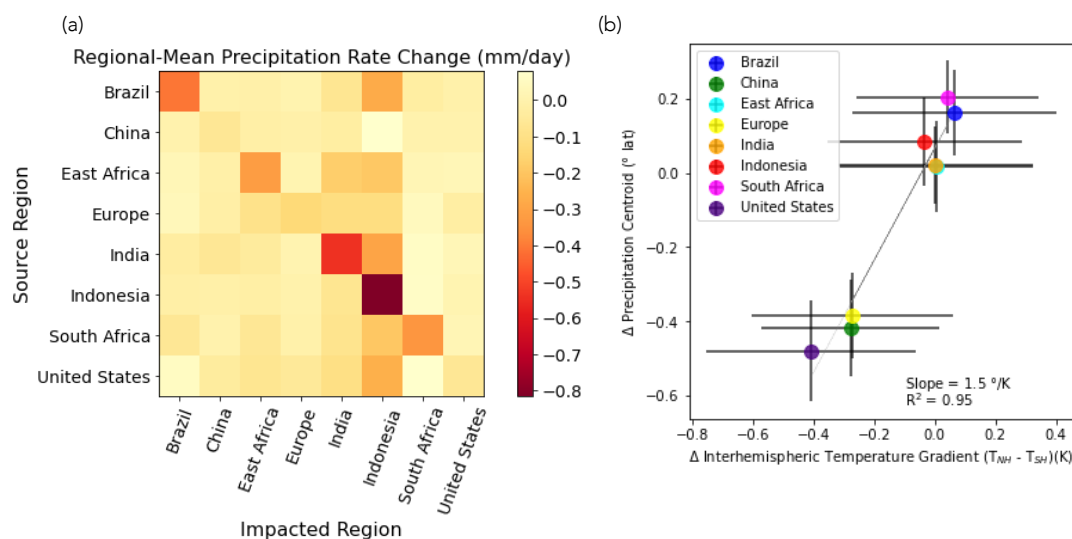 (a)
Regional-Mean Precipitation Rate Change (mm/day)
Source Region
Brazil
China
East Africa
Europe
India
Indonesia
South Africa
United States
Brazil
China
East Africa
Europe
India
Indonesia
South Africa
United States
Impacted Region
0.0
−0.1
−0.2
−0.3
−0.4
−0.5
−0.6
−0.7
−0.8
(b)
Δ Precipitation Centroid (° lat)
0.2
0.0
−0.2
−0.4
−0.6
Brazil
China
East Africa
Europe
India
Indonesia
South Africa
United States
Slope = 1.5 °/K
R² = 0.95
−0.8
−0.6
−0.4
−0.2
0.0
0.2
0.4
Δ Interhemispheric Temperature Gradient (T_NH - T_SH)(K)